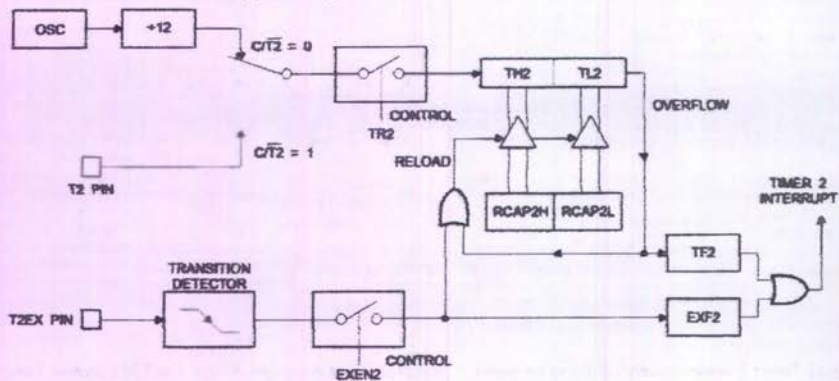 OSC
÷12
C/T2 = 0
TH2
TL2
CONTROL
OVERFLOW
TR2
C/T2 = 1
RELOAD
T2 PIN
TIMER 2
INTERRUPT
RCAP2H
RCAP2L
TRANSITION
DETECTOR
TF2
T2EX PIN
EXF2
CONTROL
EXEN2